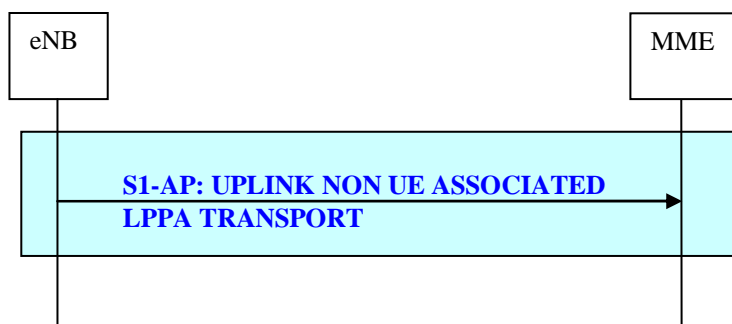 eNB
MME
S1-AP: UPLINK NON UE ASSOCIATED
LPPA TRANSPORT